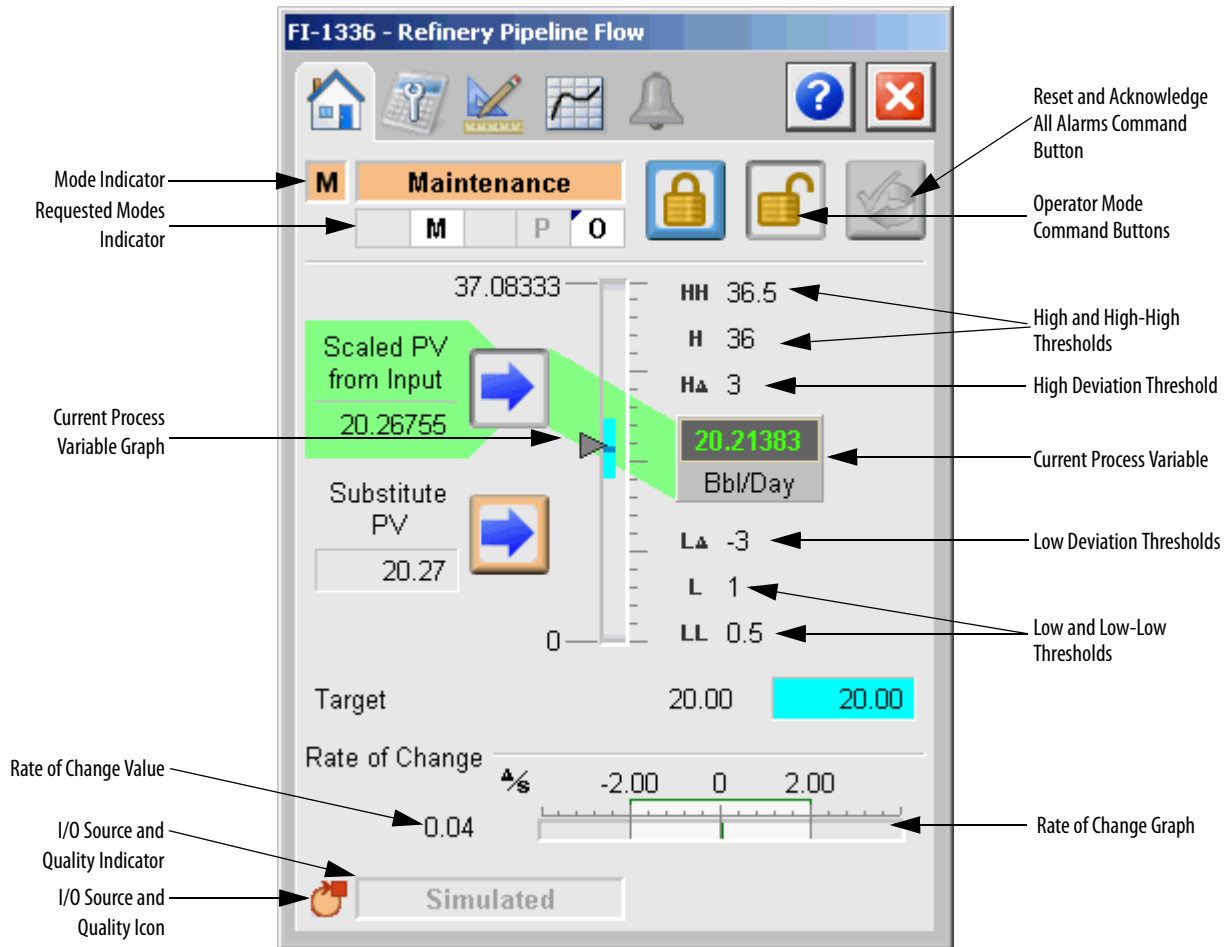 FI-1336 - Refinery Pipeline Flow
?
Reset and Acknowledge
All Alarms Command
Button
Mode Indicator
M
Maintenance
Requested Modes
Indicator
M P O
Operator Mode
Command Buttons
37.08333
HH 36.5
H 36
HΔ 3
High and High-High
Thresholds
High Deviation Threshold
Scaled PV
from Input
20.26755
Current Process
Variable Graph
20.21383
Bbl/Day
Current Process Variable
Substitute
PV
20.27
LΔ -3
L 1
LL 0.5
0
Low Deviation Thresholds
Low and Low-Low
Thresholds
Target 20.00 20.00
Rate of Change
Δ/s
-2.00 0 2.00
0.04
Rate of Change Value
Rate of Change Graph
I/O Source and
Quality Indicator
I/O Source and
Quality Icon
Simulated